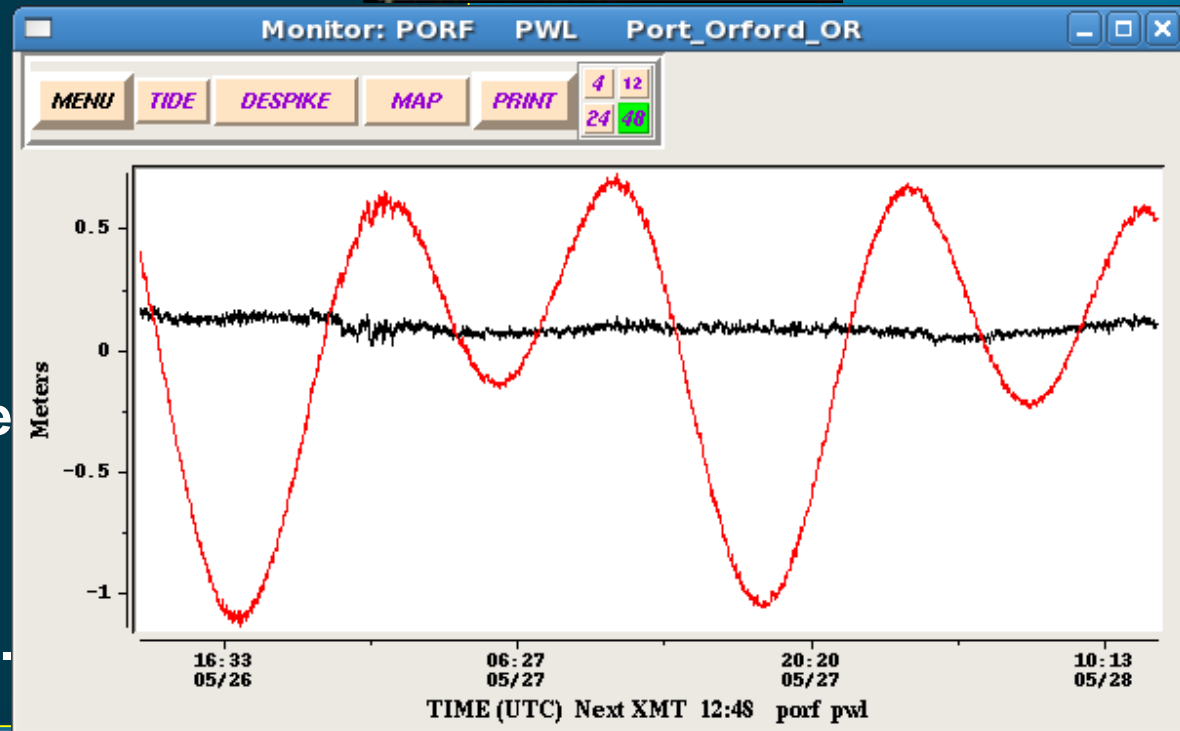 Monitor: PORF PWL Port_Orford_OR
MENU TIDE DESPIKE MAP PRINT 4 12
24 48
0.5
0
-0.5
-1
Meters
e
.
16:33 06:27 20:20 10:13
05/26 05/27 05/27 05/28
TIME (UTC) Next XMT 12:48 porf pwl